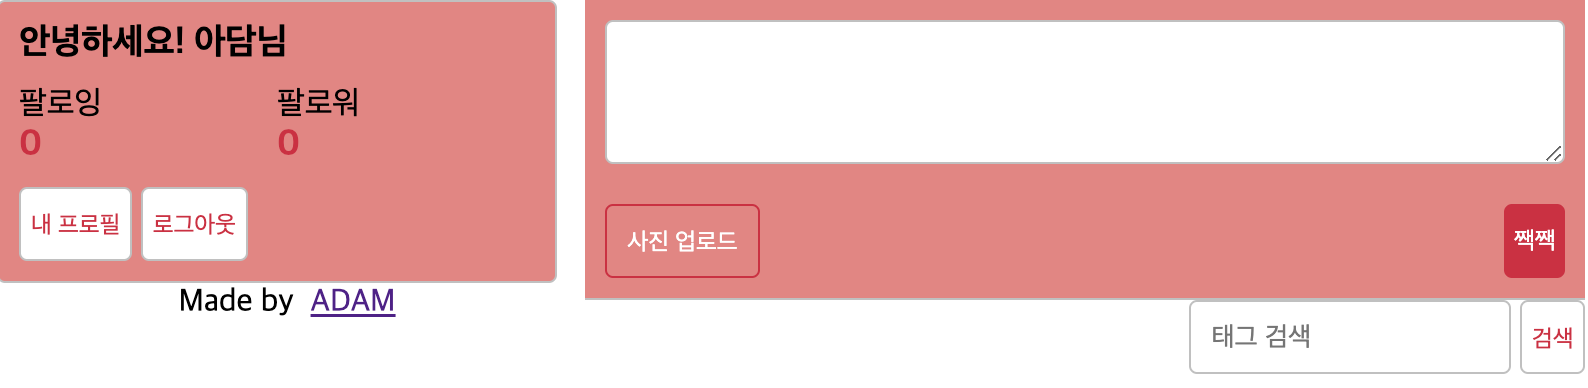 안녕하세요! 아담님
팔로잉 팔로워
0 0
내 프로필 로그아웃
Made by ADAM
사진 업로드 짹짹
태그 검색 검색